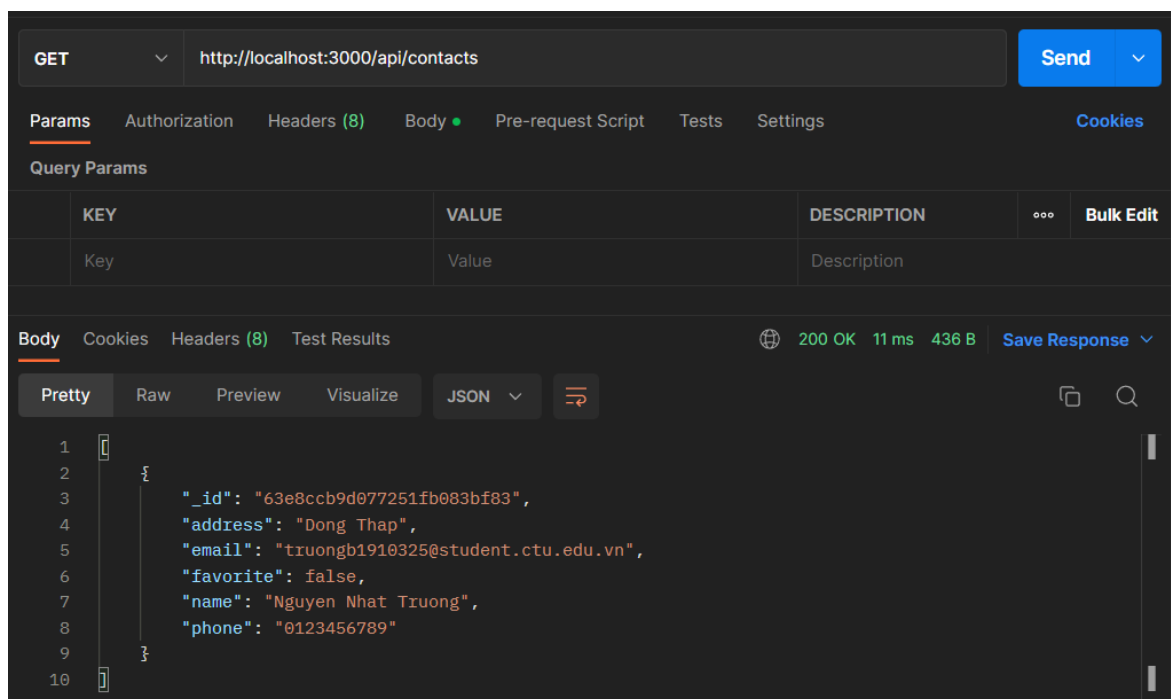 GET http://localhost:3000/api/contacts Send
Params Authorization Headers (8) Body Pre-request Script Tests Settings Cookies
Query Params
KEY VALUE DESCRIPTION ooo Bulk Edit
Key Value Description
Body Cookies Headers (8) Test Results 200 OK 11 ms 436 B Save Response
Pretty Raw Preview Visualize JSON
1 [
2 {
3 "_id": "63e8ccb9d077251fb083bf83",
4 "address": "Dong Thap",
5 "email": "truongb1910325@student.ctu.edu.vn",
6 "favorite": false,
7 "name": "Nguyen Nhat Truong",
8 "phone": "0123456789"
9 }
10 ]